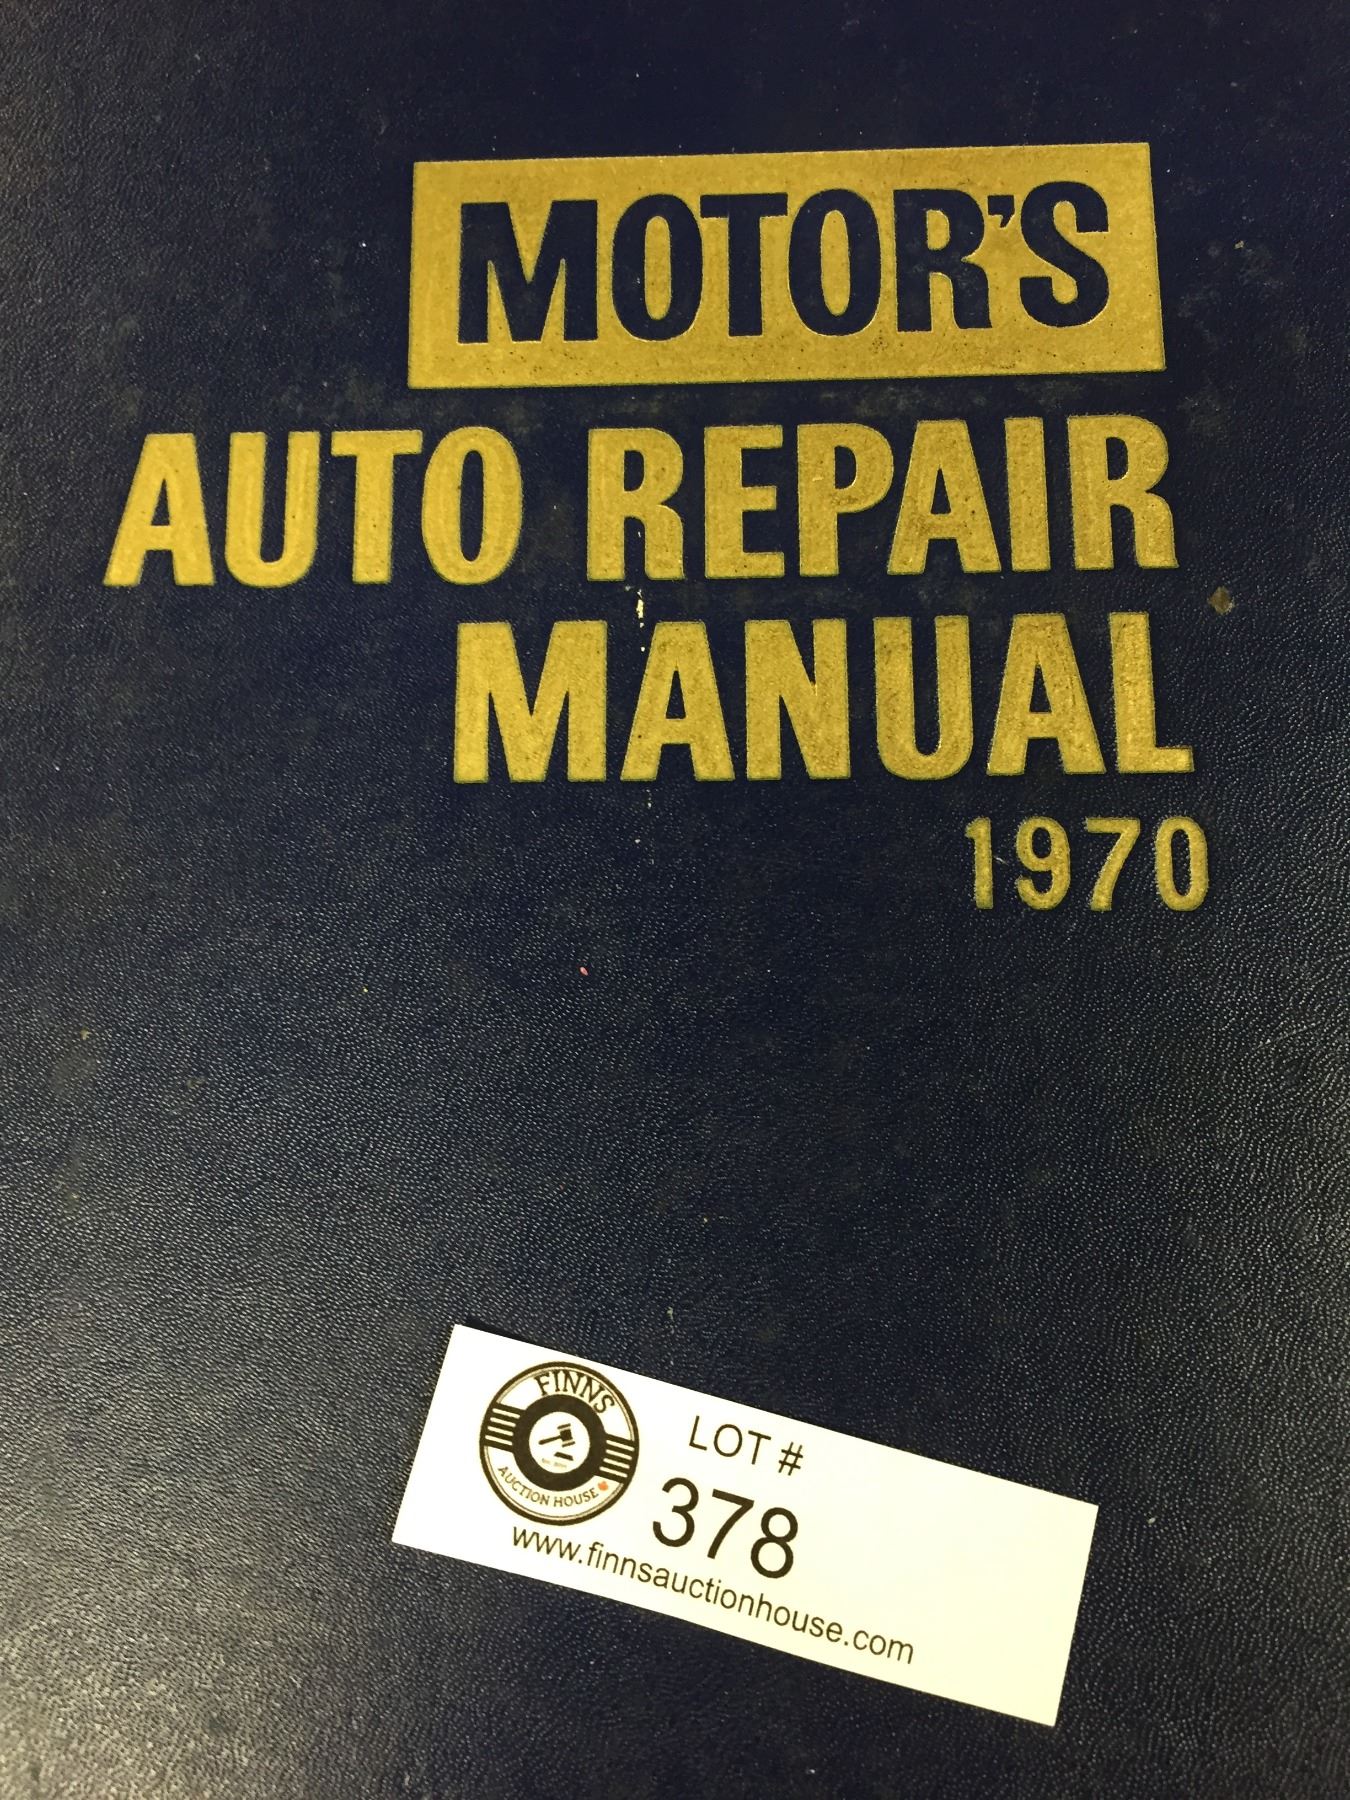 MOTOR'S
AUTO REPAIR
MANUAL
1970
FINNS
AUCTION HOUSE
LOT #
378
www.finnsauctionhouse.com